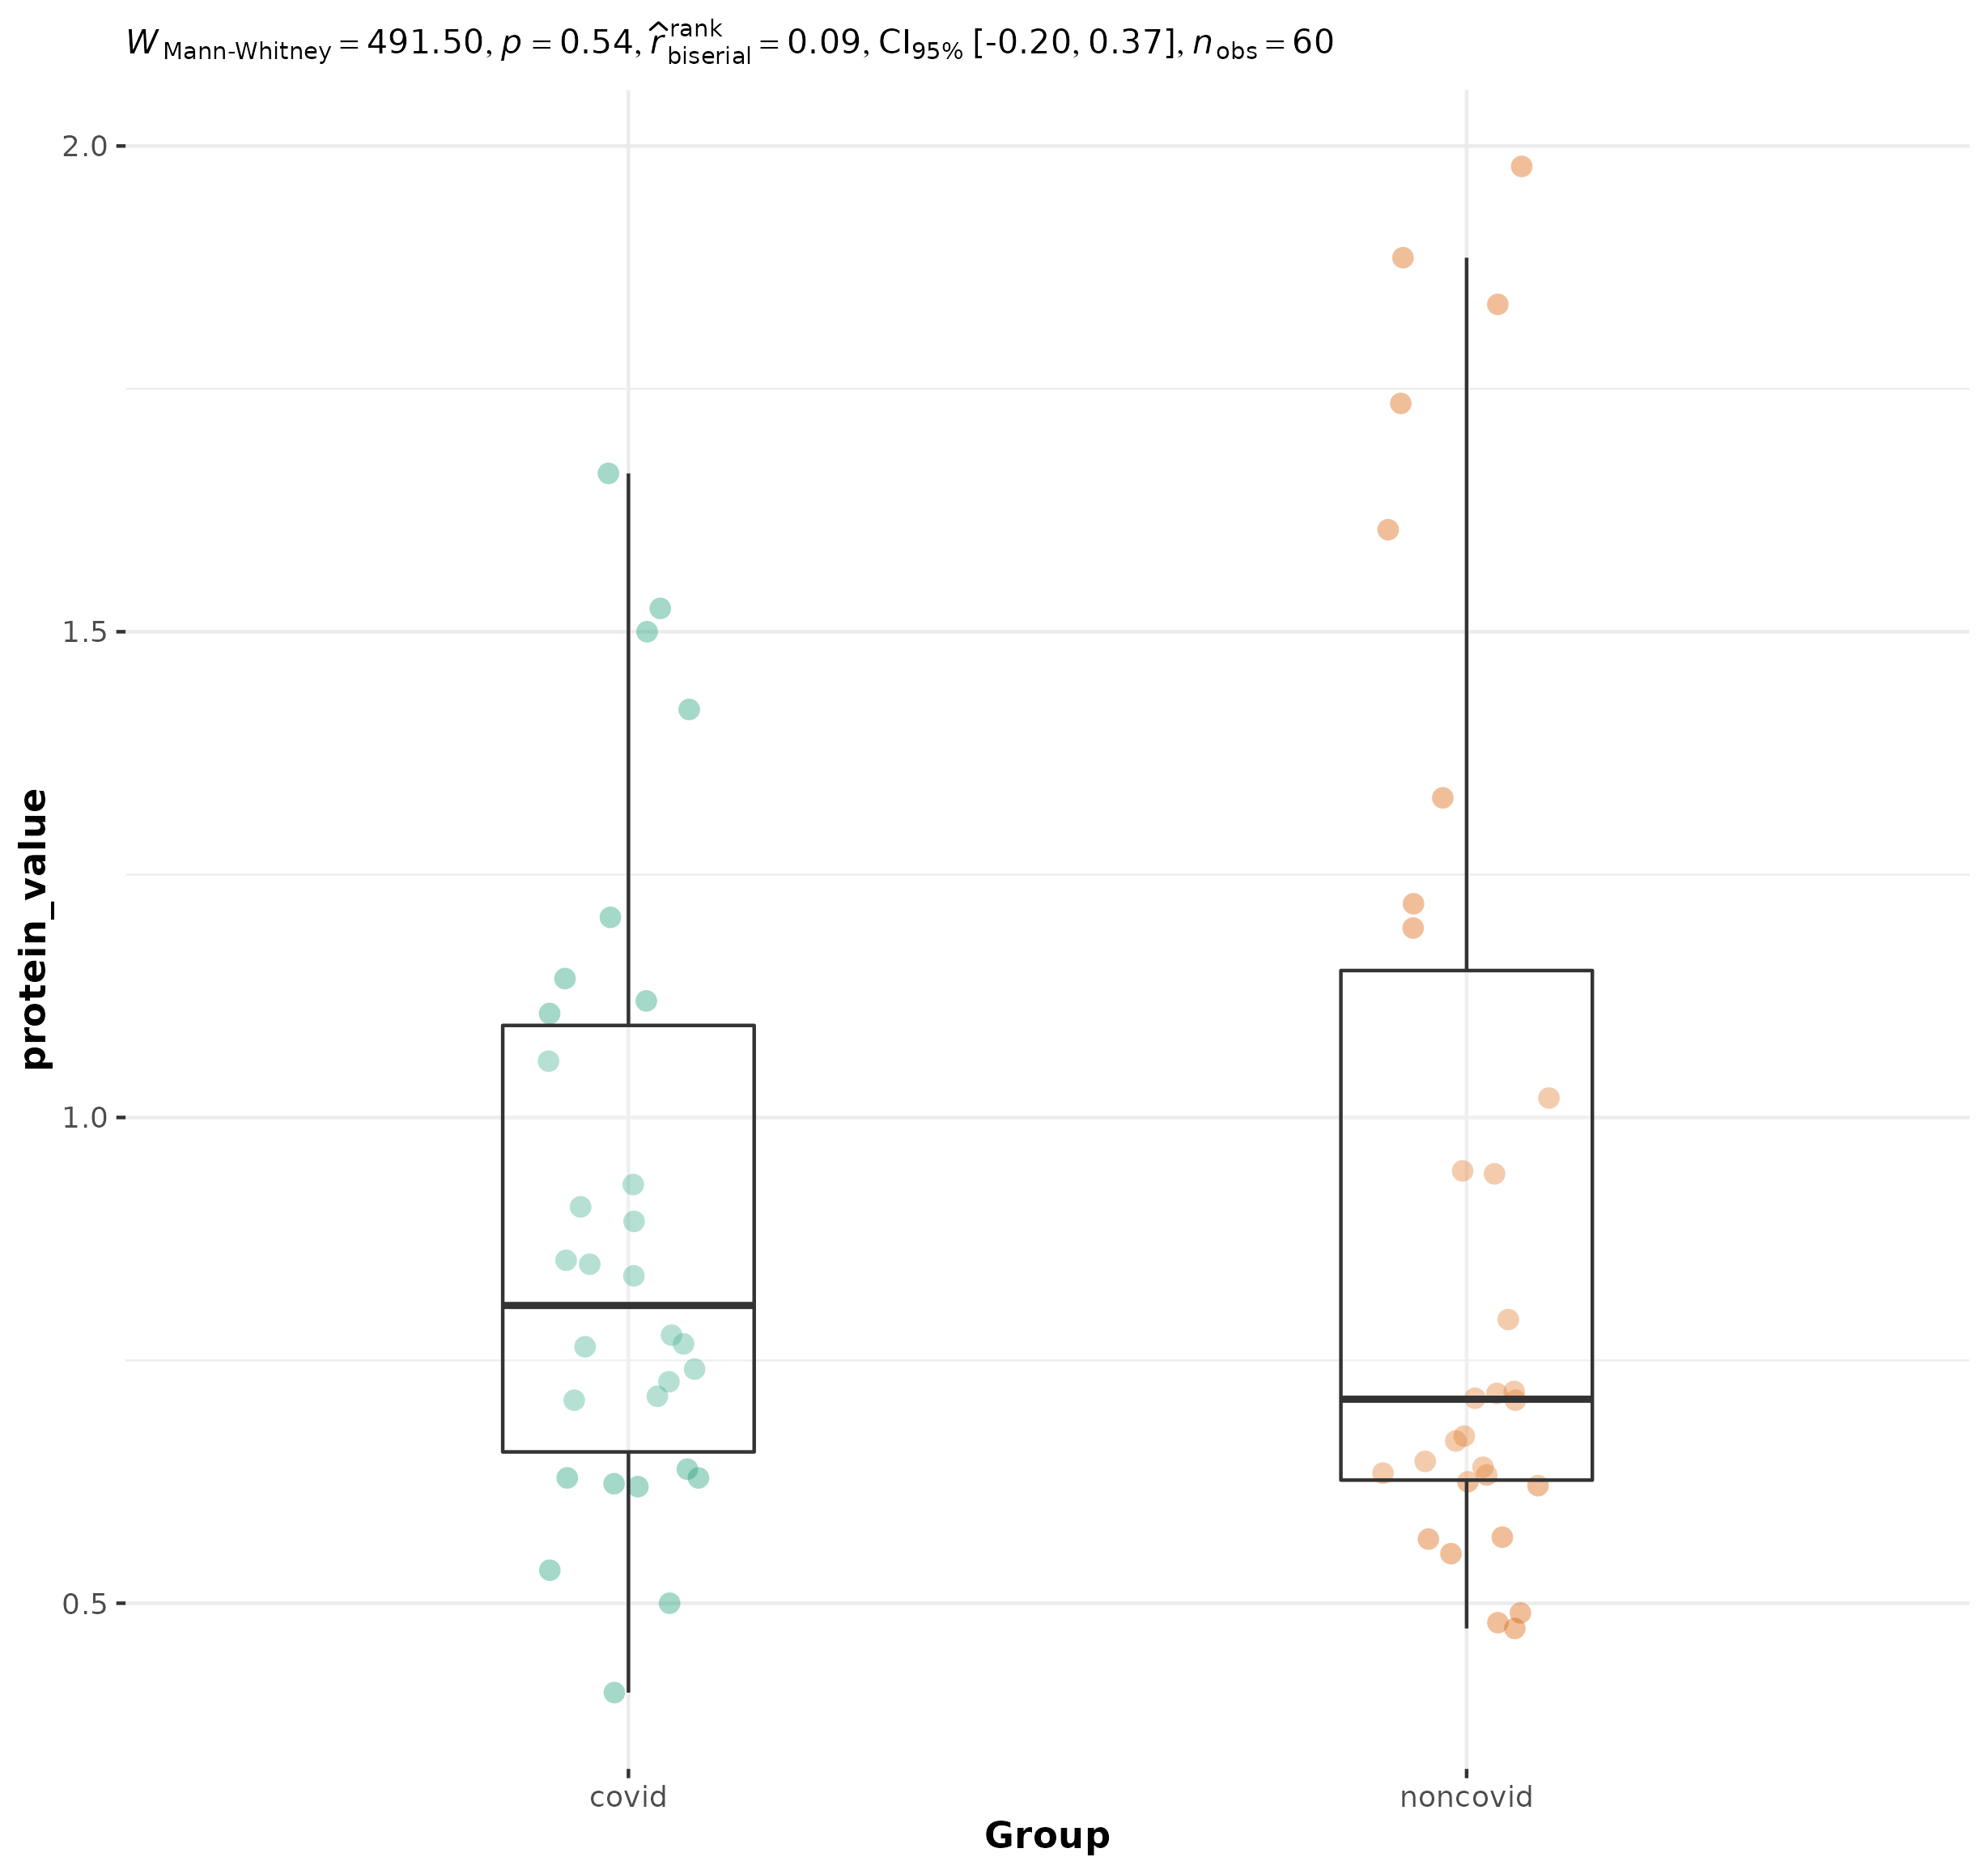 W Mann-Whitney = 491.50, p = 0.54, r̂ rank biserial = 0.09, CI95% [-0.20, 0.37], n obs = 60
2.0
1.5
1.0
0.5
protein_value
covid
noncovid
Group